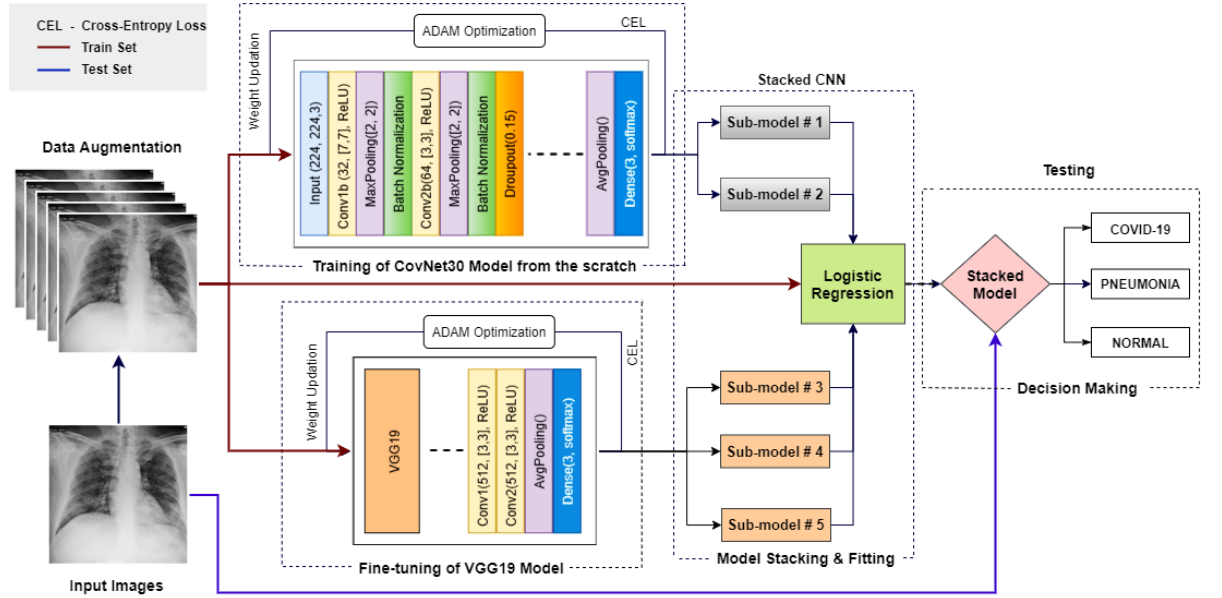 CEL - Cross-Entropy Loss
Train Set
Test Set
Data Augmentation
Input Images
Weight Updation
ADAM Optimization
CEL
Input (224, 224,3)
Conv1b (32, [7,7], ReLU)
MaxPooling([2, 2])
Batch Normalization
Conv2b(64, [3,3], ReLU)
MaxPooling([2, 2])
Batch Normalization
Droupout(0.15)
AvgPooling()
Dense(3, softmax)
Training of CovNet30 Model from the scratch
Weight Updation
ADAM Optimization
CEL
VGG19
Conv1(512, [3,3], ReLU)
Conv2(512, [3,3], ReLU)
AvgPooling()
Dense(3, softmax)
Fine-tuning of VGG19 Model
Stacked CNN
Sub-model # 1
Sub-model # 2
Logistic
Regression
Sub-model # 3
Sub-model # 4
Sub-model # 5
Model Stacking & Fitting
Testing
Stacked
Model
COVID-19
PNEUMONIA
NORMAL
Decision Making